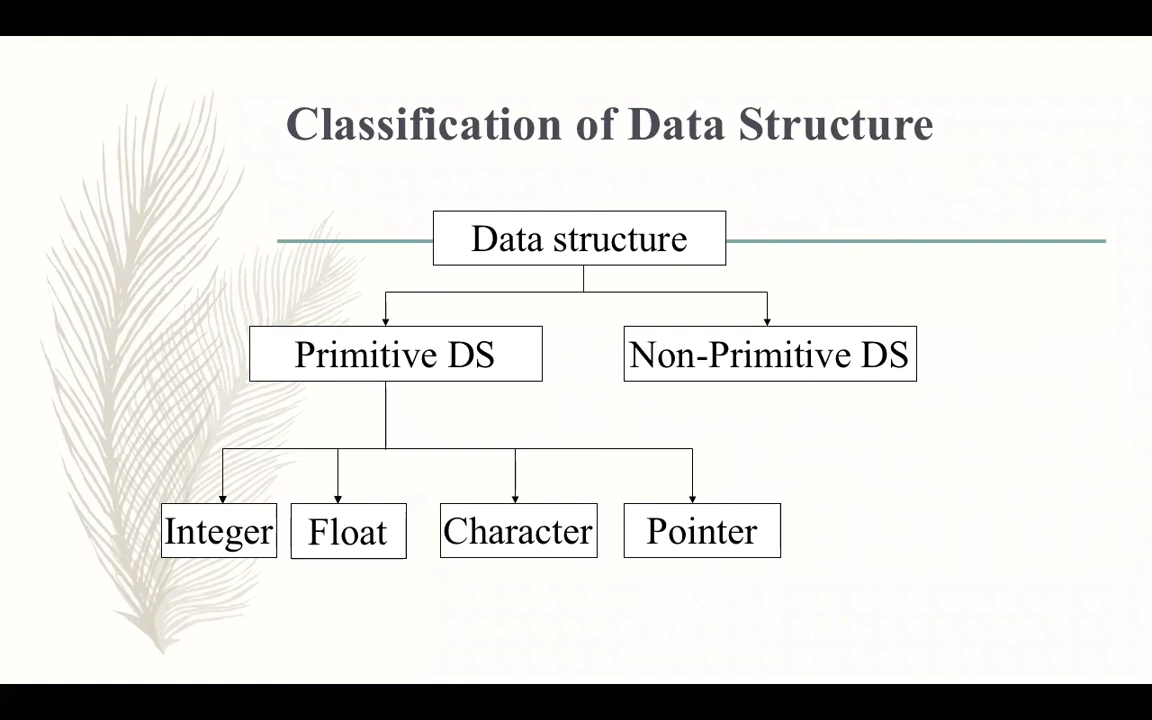 Classification of Data Structure
Data structure
Primitive DS
Non-Primitive DS
Integer
Float
Character
Pointer